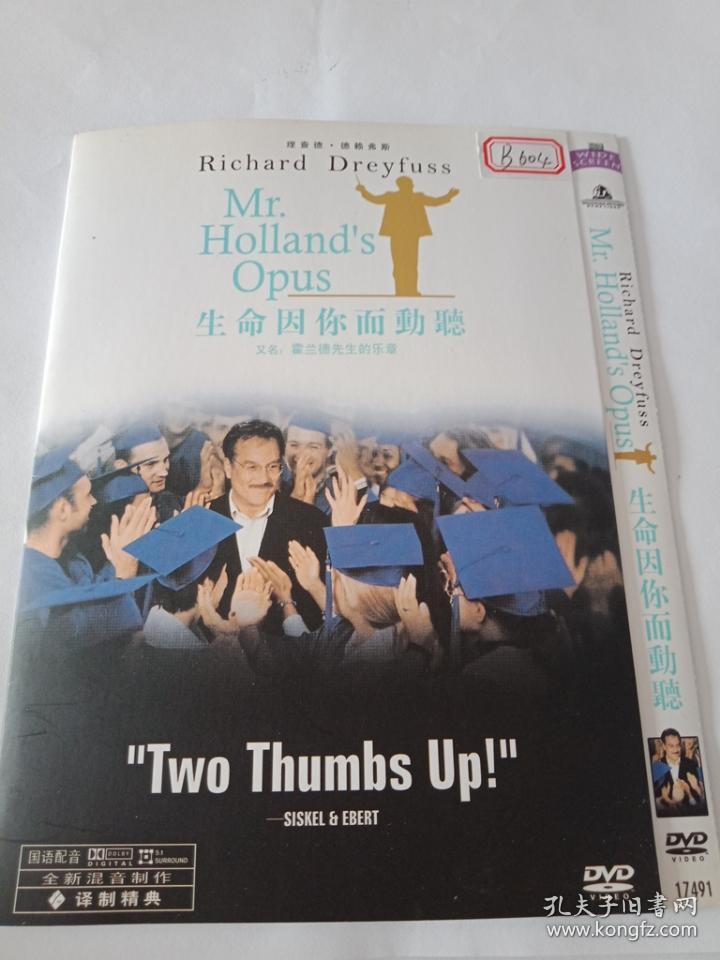 理查德·德赖弗斯
Richard Dreyfuss
B604
Mr.
Holland's
Opus
生命因你而動聽
又名：霍兰德先生的乐章
"Two Thumbs Up!"
—SISKEL & EBERT
国语配音 DOLBY DIGITAL 5.1 SURROUND
全新混音制作
译制精典
DVD
VIDEO
WIDE
SCREEN
Richard Dreyfuss
Mr. Holland's Opus
生命因你而動聽
DVD
VIDEO
17491
孔夫子旧書网
www.kongfz.com